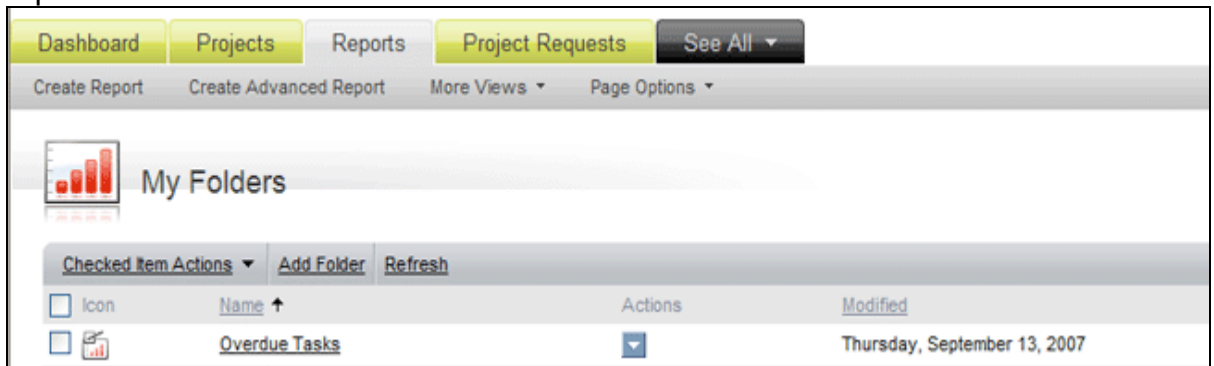 Dashboard Projects Reports Project Requests See All
Create Report Create Advanced Report More Views Page Options
My Folders
Checked Item Actions Add Folder Refresh
Icon Name Actions Modified
Overdue Tasks Thursday, September 13, 2007